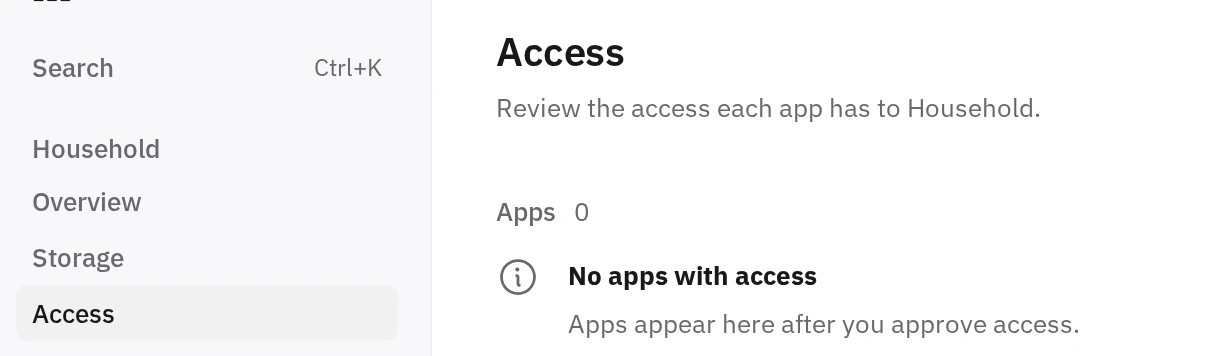 Search Ctrl+K
Household
Overview
Storage
Access
Access
Review the access each app has to Household.
Apps 0
No apps with access
Apps appear here after you approve access.